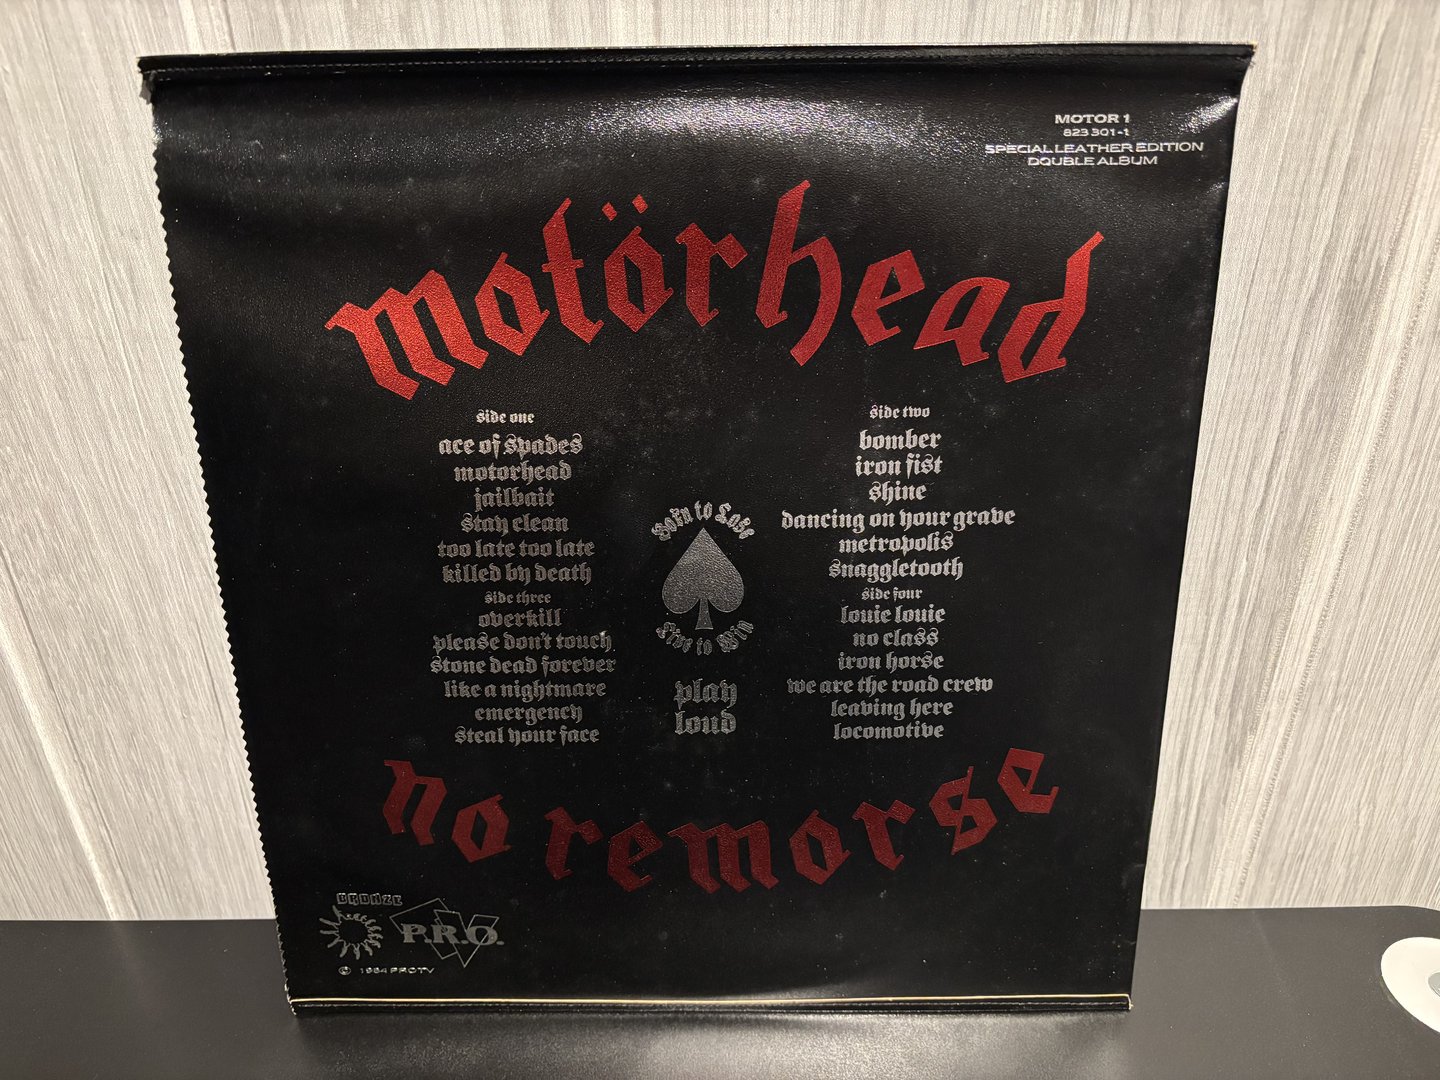 MOTOR 1
823 301-1
SPECIAL LEATHER EDITION
DOUBLE ALBUM
motörhead
side one
ace of spades
motorhead
jailbait
stay clean
too late too late
killed by death
side three
overkill
please don't touch
stone dead forever
like a nightmare
emergency
steal your face
Born to Lose
Live to Win
play
loud
side two
bomber
iron fist
shine
dancing on your grave
metropolis
snaggletooth
side four
louie louie
no class
iron horse
we are the road crew
leaving here
locomotive
no remorse
BRONZE
P.R.O.
© 1984 PRO TV